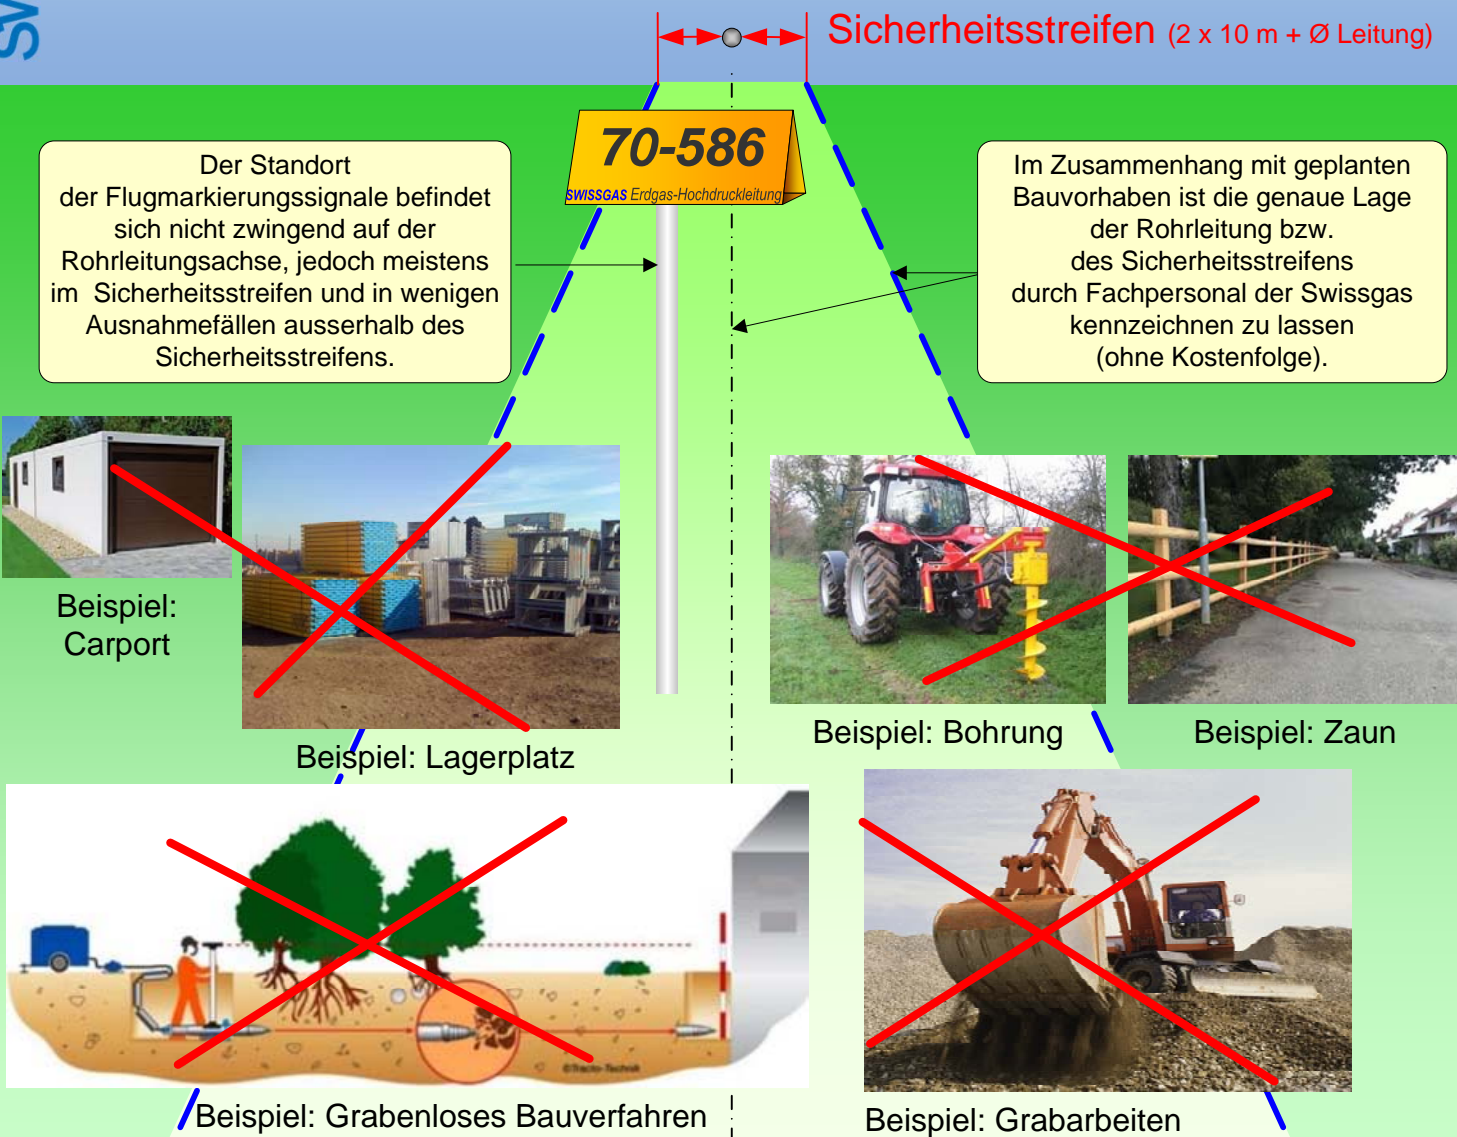 Sicherheitsstreifen (2 x 10 m + Ø Leitung)
70-586
SWISSGAS Erdgas-Hochdruckleitung
Der Standort
der Flugmarkierungssignale befindet
sich nicht zwingend auf der
Rohrleitungsachse, jedoch meistens
im Sicherheitsstreifen und in wenigen
Ausnahmefällen ausserhalb des
Sicherheitsstreifens.
Im Zusammenhang mit geplanten
Bauvorhaben ist die genaue Lage
der Rohrleitung bzw.
des Sicherheitsstreifens
durch Fachpersonal der Swissgas
kennzeichnen zu lassen
(ohne Kostenfolge).
Beispiel:
Carport
Beispiel: Lagerplatz
Beispiel: Bohrung
Beispiel: Zaun
©Tracto-Technik
Beispiel: Grabenloses Bauverfahren
Beispiel: Grabarbeiten